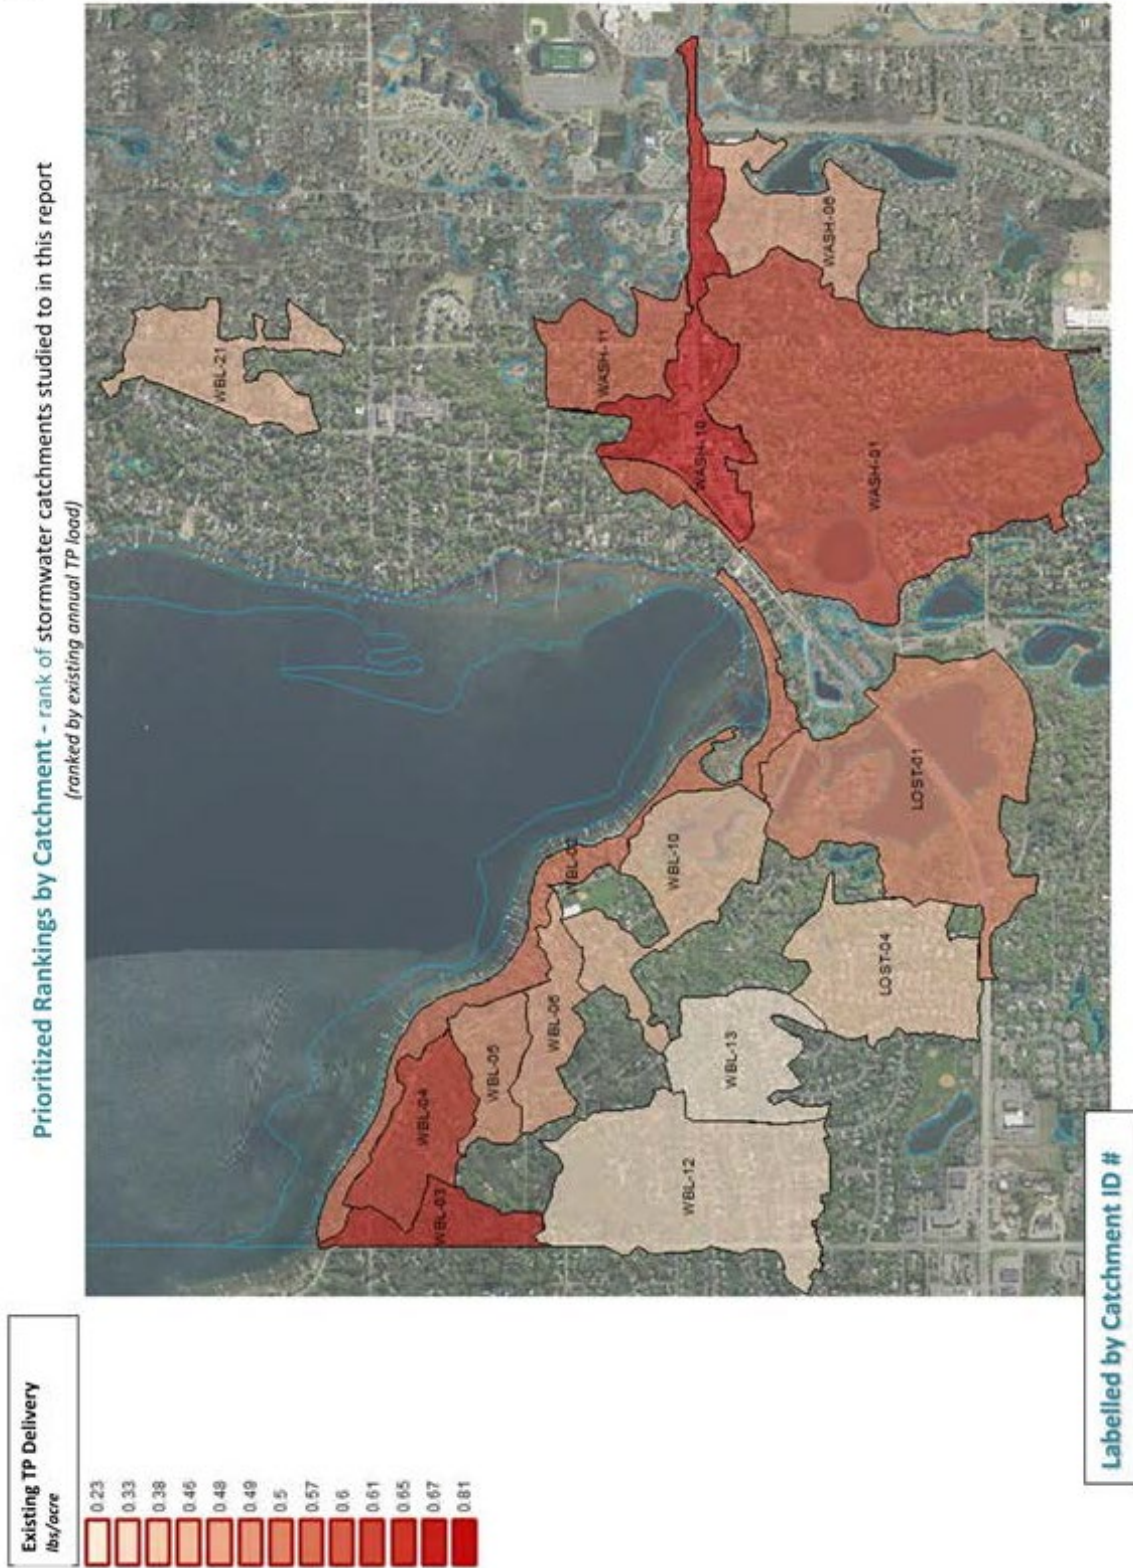 Prioritized Rankings by Catchment - rank of stormwater catchments studied to in this report
(ranked by existing annual TP load)
Existing TP Delivery
lbs/acre
0.23
0.33
0.38
0.46
0.48
0.49
0.5
0.57
0.6
0.61
0.65
0.67
0.81
WBL-21
WASH-11
WASH-06
WASH-10
WASH-01
WBL-10
LOST-01
WBL-04
WBL-05
WBL-06
WBL-03
WBL-13
LOST-04
WBL-12
Labelled by Catchment ID #